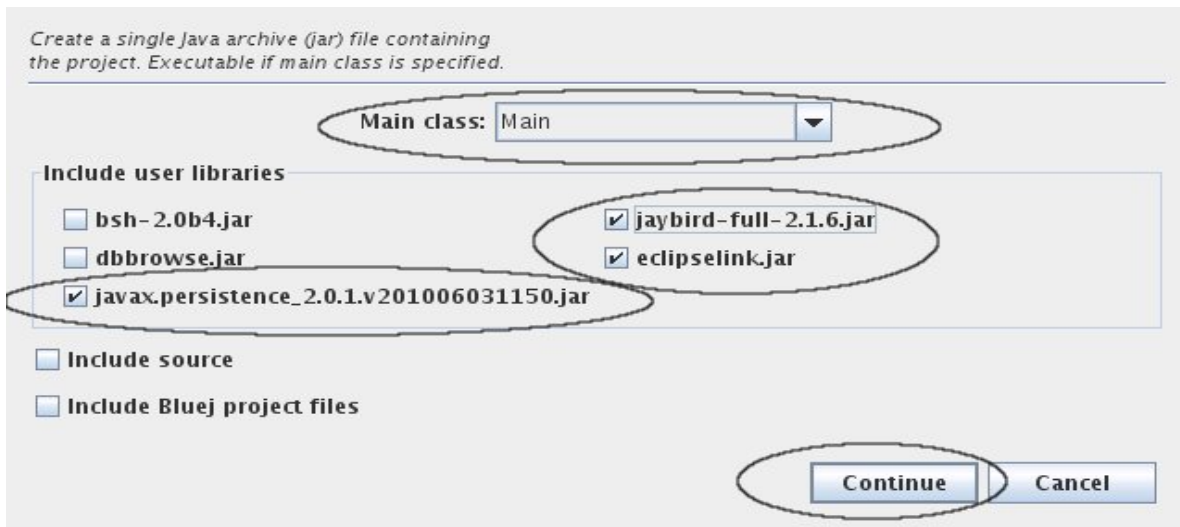 Create a single Java archive (jar) file containing
the project. Executable if main class is specified.
Main class: Main
Include user libraries
bsh-2.0b4.jar
jaybird-full-2.1.6.jar
dbbrowse.jar
eclipselink.jar
javax.persistence_2.0.1.v201006031150.jar
Include source
Include Bluej project files
Continue
Cancel